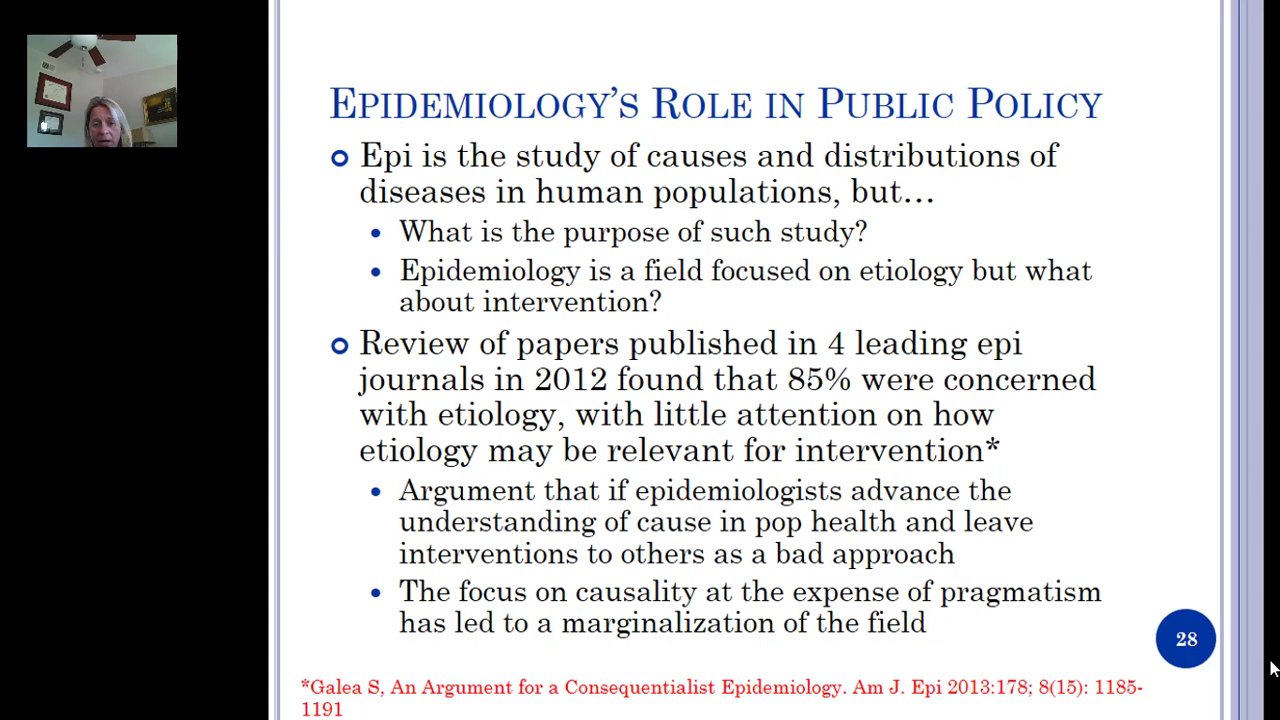 EPIDEMIOLOGY'S ROLE IN PUBLIC POLICY
Epi is the study of causes and distributions of
diseases in human populations, but…
What is the purpose of such study?
Epidemiology is a field focused on etiology but what
about intervention?
Review of papers published in 4 leading epi
journals in 2012 found that 85% were concerned
with etiology, with little attention on how
etiology may be relevant for intervention*
Argument that if epidemiologists advance the
understanding of cause in pop health and leave
interventions to others as a bad approach
The focus on causality at the expense of pragmatism
has led to a marginalization of the field
28
*Galea S, An Argument for a Consequentialist Epidemiology. Am J. Epi 2013:178; 8(15): 1185-
1191